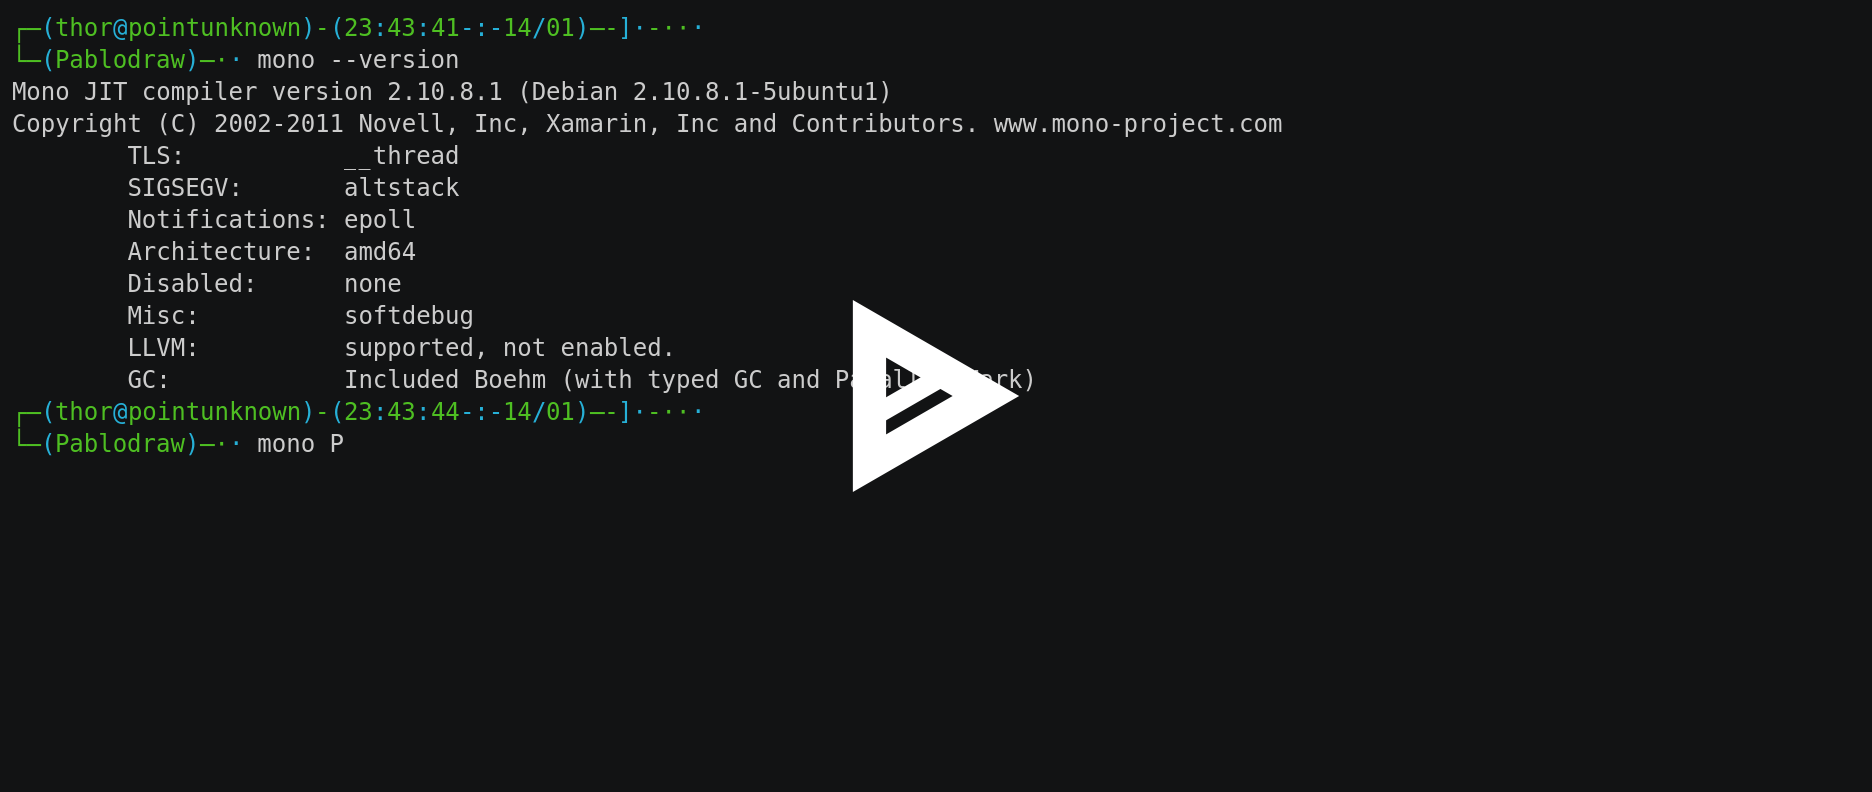 ┌─(thor@pointunknown)-(23:43:41-:-14/01)─-]·-···
└─(Pablodraw)─·· mono --version
Mono JIT compiler version 2.10.8.1 (Debian 2.10.8.1-5ubuntu1)
Copyright (C) 2002-2011 Novell, Inc, Xamarin, Inc and Contributors. www.mono-project.com
        TLS:           __thread
        SIGSEGV:       altstack
        Notifications: epoll
        Architecture:  amd64
        Disabled:      none
        Misc:          softdebug
        LLVM:          supported, not enabled.
        GC:            Included Boehm (with typed GC and
┌─(thor@pointunknown)-(23:43:44-:-14/01)─-]·-···
└─(Pablodraw)─·· mono P